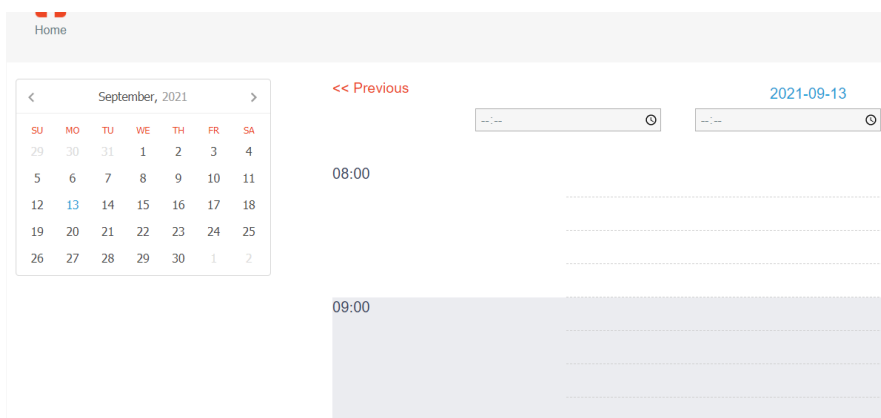 Home
< September, 2021 >
SU MO TU WE TH FR SA
29 30 31 1 2 3 4
5 6 7 8 9 10 11
12 13 14 15 16 17 18
19 20 21 22 23 24 25
26 27 28 29 30 1 2
<< Previous
2021-09-13
--:-- --:--
08:00
09:00